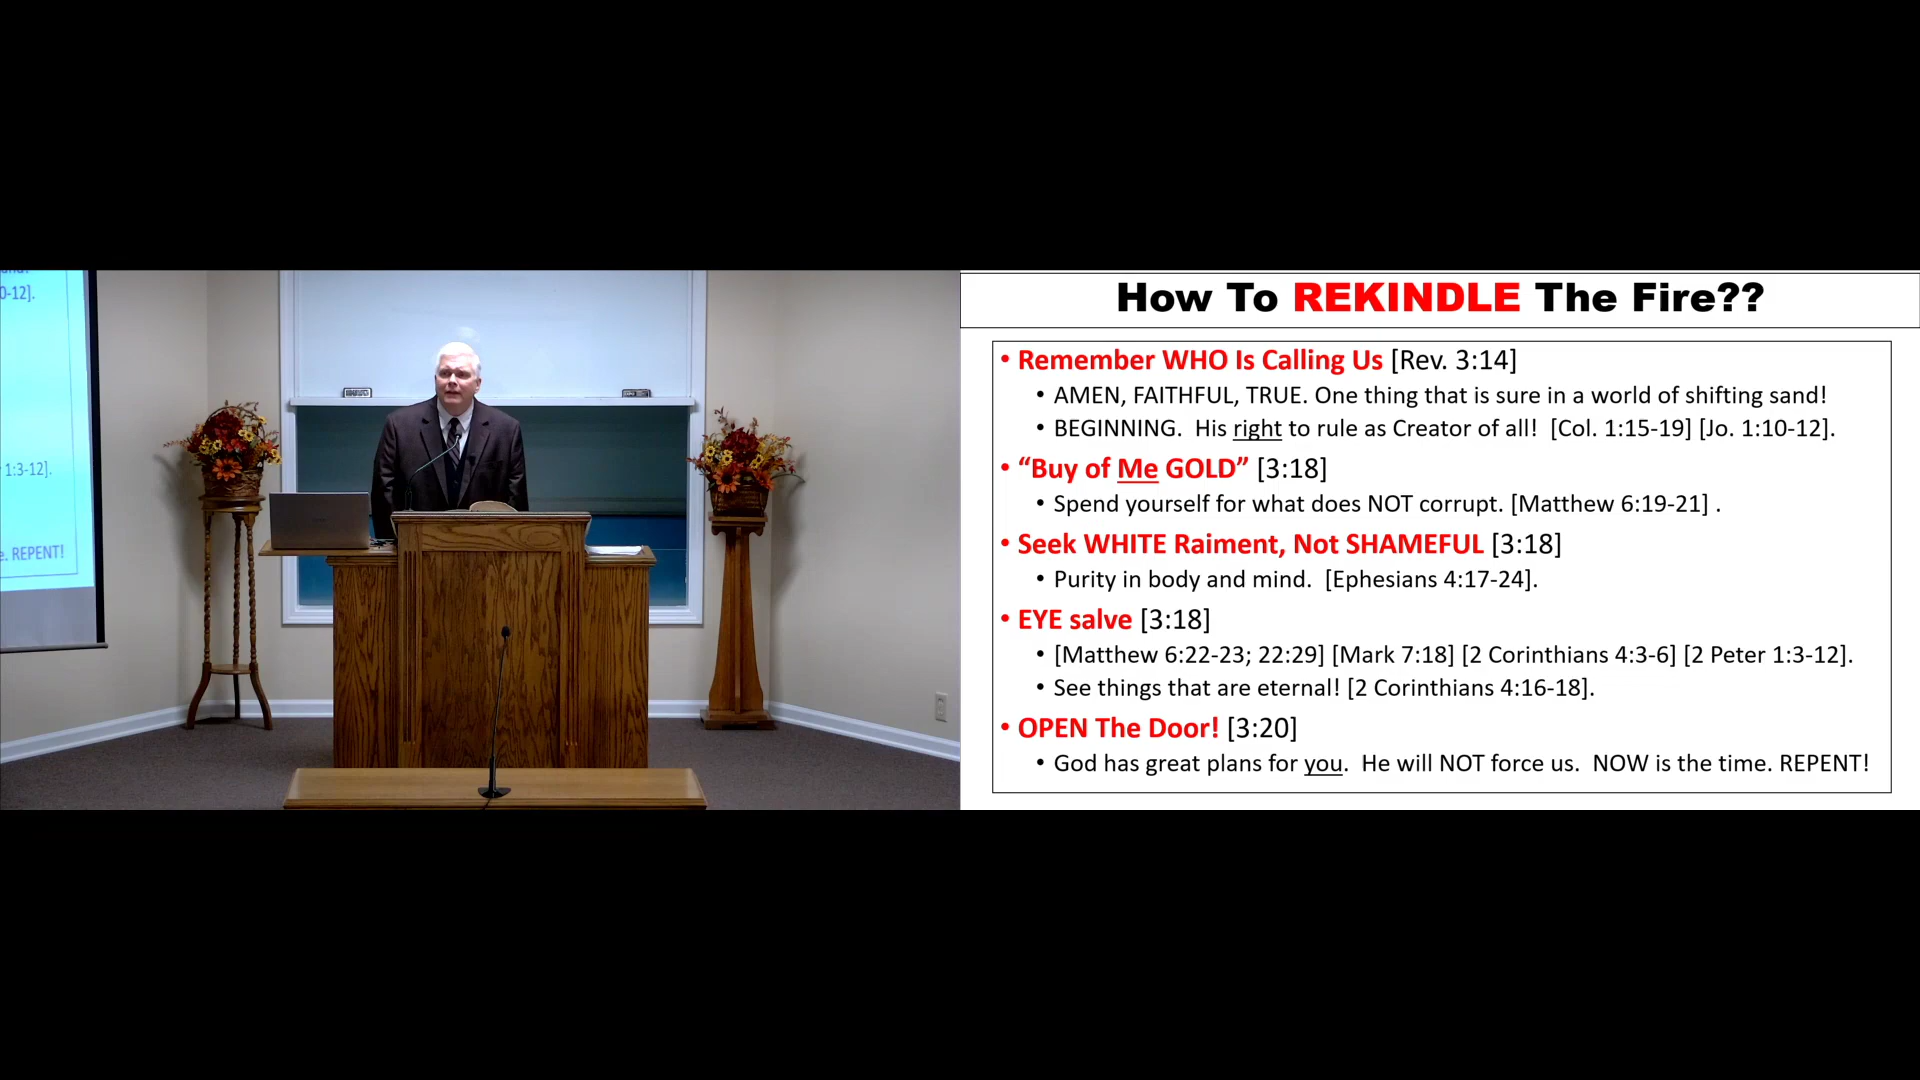 0-12].
1:3-12].
e. REPENT!
How To REKINDLE The Fire??
• Remember WHO Is Calling Us [Rev. 3:14]
• AMEN, FAITHFUL, TRUE. One thing that is sure in a world of shifting sand!
• BEGINNING. His right to rule as Creator of all! [Col. 1:15-19] [Jo. 1:10-12].
• “Buy of Me GOLD” [3:18]
• Spend yourself for what does NOT corrupt. [Matthew 6:19-21] .
• Seek WHITE Raiment, Not SHAMEFUL [3:18]
• Purity in body and mind. [Ephesians 4:17-24].
• EYE salve [3:18]
• [Matthew 6:22-23; 22:29] [Mark 7:18] [2 Corinthians 4:3-6] [2 Peter 1:3-12].
• See things that are eternal! [2 Corinthians 4:16-18].
• OPEN The Door! [3:20]
• God has great plans for you. He will NOT force us. NOW is the time. REPENT!